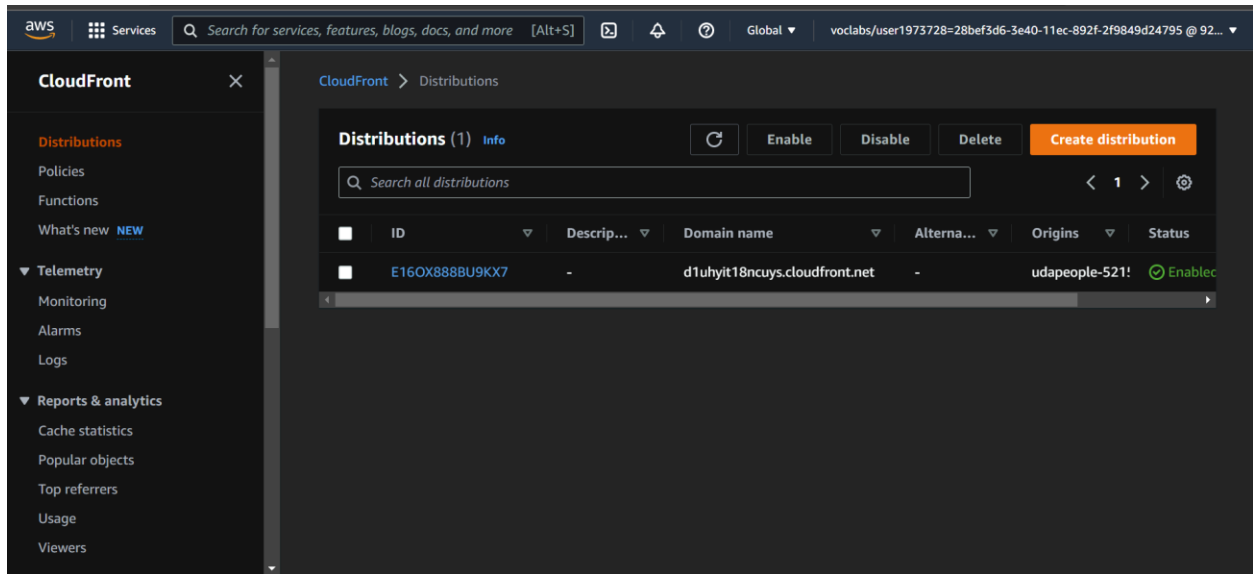 aws Services Search for services, features, blogs, docs, and more [Alt+S] Global voclabs/user1973728=28bef3d6-3e40-11ec-892f-2f9849d24795 @ 92...
CloudFront
Distributions
Policies
Functions
What's new NEW
Telemetry
Monitoring
Alarms
Logs
Reports & analytics
Cache statistics
Popular objects
Top referrers
Usage
Viewers
CloudFront > Distributions
Distributions (1) Info Enable Disable Delete Create distribution
Search all distributions 1
ID Descrip... Domain name Alterna... Origins Status
E16OX888BU9KX7 - d1uhyit18ncuys.cloudfront.net - udapeople-521! Enabled